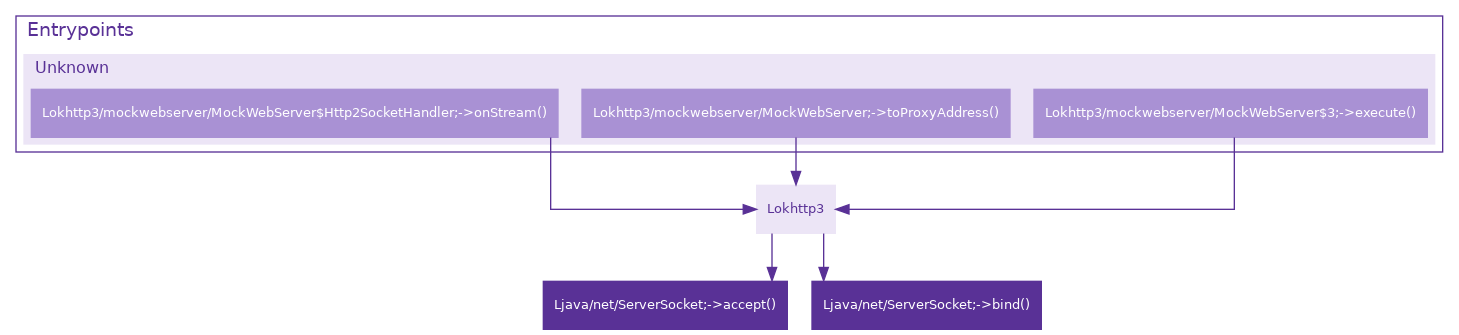 Entrypoints
Unknown
Lokhttp3/mockwebserver/MockWebServer$Http2SocketHandler;->onStream()
Lokhttp3/mockwebserver/MockWebServer;->toProxyAddress()
Lokhttp3/mockwebserver/MockWebServer$3;->execute()
Lokhttp3
Ljava/net/ServerSocket;->accept()
Ljava/net/ServerSocket;->bind()